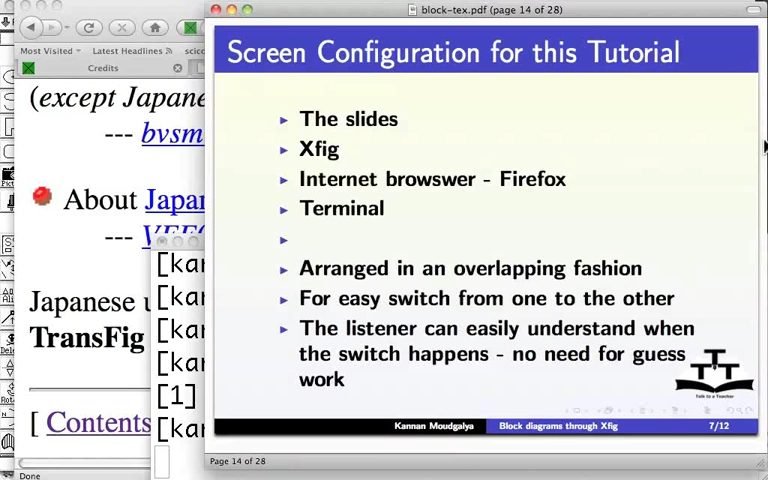 block-tex.pdf (page 14 of 28)
Most Visited
Latest Headlines
Credits
(except Japane
--- bvsm
About Japan
---
Japanese u
TransFig
[ Contents
Done
[kar
[kar
[kar
[kar
[1]
[kar
Screen Configuration for this Tutorial
The slides
Xfig
Internet browswer - Firefox
Terminal
Arranged in an overlapping fashion
For easy switch from one to the other
The listener can easily understand when
the switch happens - no need for guess
work
TTT
Talk to a Teacher
Kannan Moudgalya
Block diagrams through Xfig
7/12
Page 14 of 28